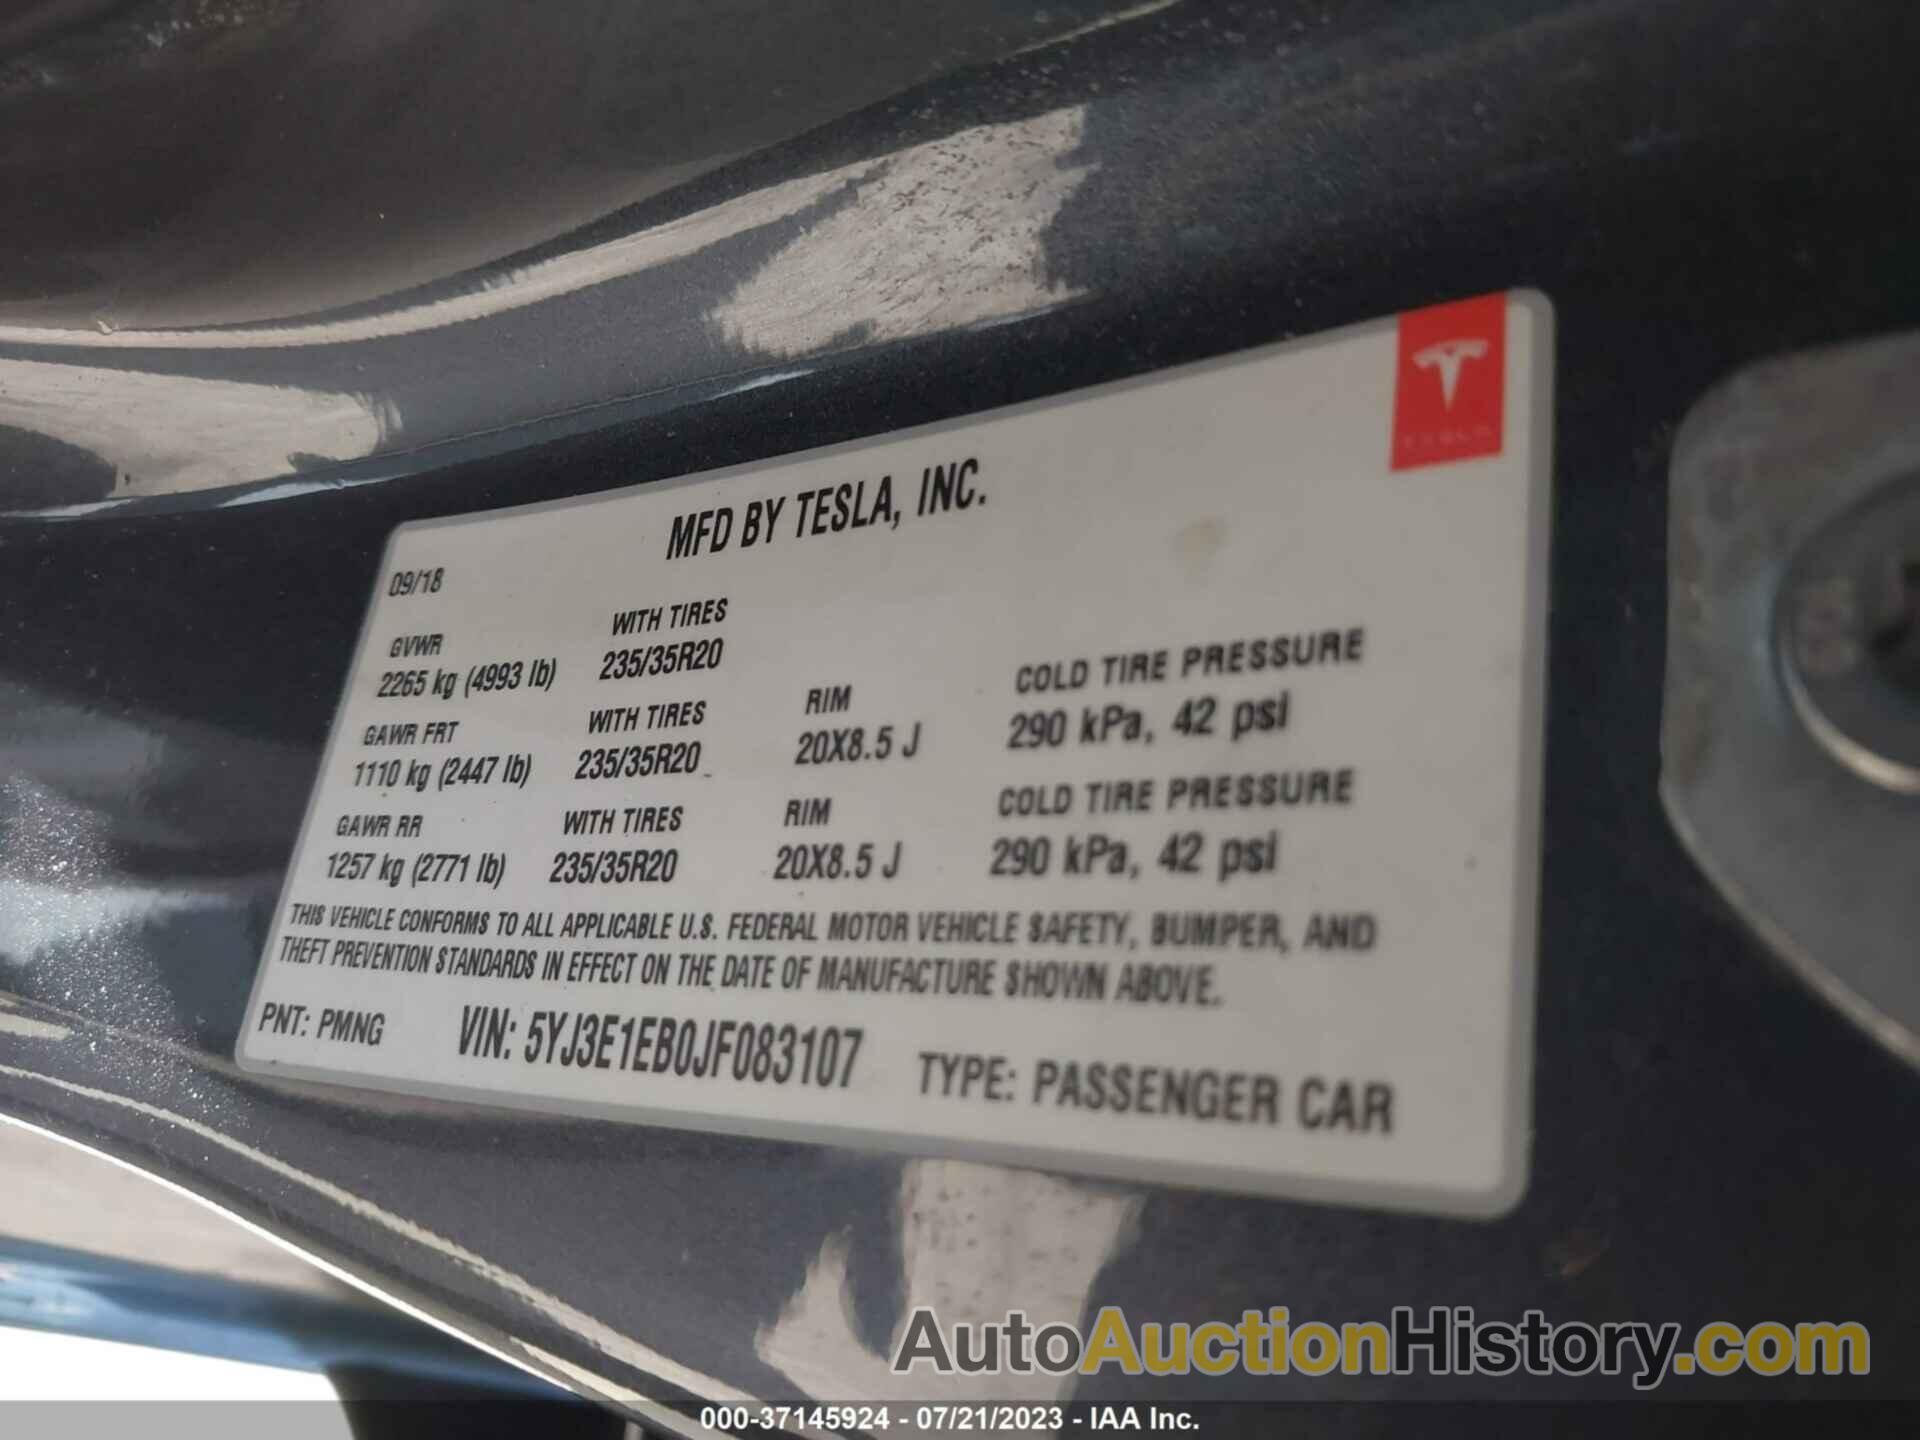 TESLA
MFD BY TESLA, INC.
09/18
GVWR WITH TIRES
2265 kg (4993 lb) 235/35R20
GAWR FRT WITH TIRES RIM COLD TIRE PRESSURE
1110 kg (2447 lb) 235/35R20 20X8.5 J 290 kPa, 42 psi
GAWR RR WITH TIRES RIM COLD TIRE PRESSURE
1257 kg (2771 lb) 235/35R20 20X8.5 J 290 kPa, 42 psi
THIS VEHICLE CONFORMS TO ALL APPLICABLE U.S. FEDERAL MOTOR VEHICLE SAFETY, BUMPER, AND
THEFT PREVENTION STANDARDS IN EFFECT ON THE DATE OF MANUFACTURE SHOWN ABOVE.
PNT: PMNG VIN: 5YJ3E1EB0JF083107 TYPE: PASSENGER CAR
AutoAuctionHistory.com
000-37145924 - 07/21/2023 - IAA Inc.